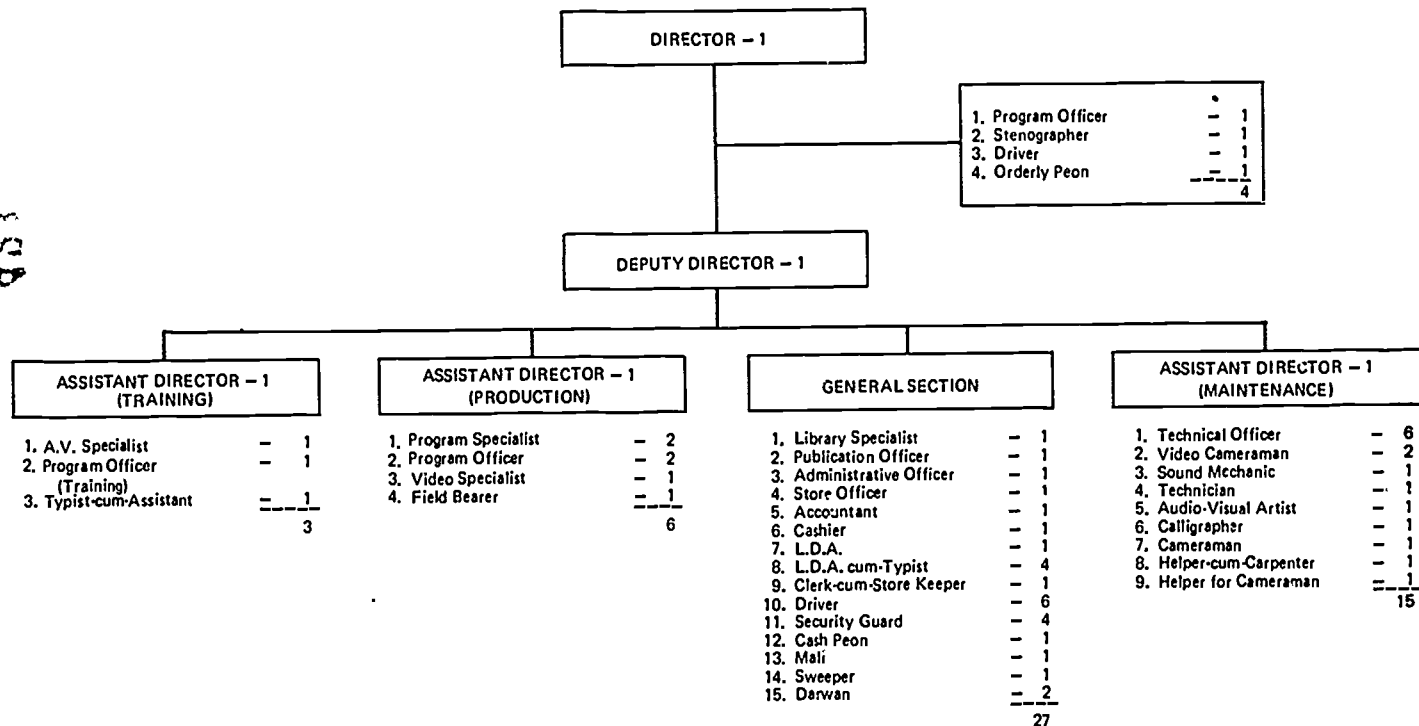 DIRECTOR – 1
1. Program Officer – 1
2. Stenographer – 1
3. Driver – 1
4. Orderly Peon – 1
4
DEPUTY DIRECTOR – 1
ASSISTANT DIRECTOR – 1
(TRAINING)
1. A.V. Specialist – 1
2. Program Officer – 1
(Training)
3. Typist-cum-Assistant – 1
3
ASSISTANT DIRECTOR – 1
(PRODUCTION)
1. Program Specialist – 2
2. Program Officer – 2
3. Video Specialist – 1
4. Field Bearer – 1
6
GENERAL SECTION
1. Library Specialist – 1
2. Publication Officer – 1
3. Administrative Officer – 1
4. Store Officer – 1
5. Accountant – 1
6. Cashier – 1
7. L.D.A. – 1
8. L.D.A. cum-Typist – 4
9. Clerk-cum-Store Keeper – 1
10. Driver – 6
11. Security Guard – 4
12. Cash Peon – 1
13. Mali – 1
14. Sweeper – 1
15. Darwan – 2
27
ASSISTANT DIRECTOR – 1
(MAINTENANCE)
1. Technical Officer – 6
2. Video Cameraman – 2
3. Sound Mechanic – 1
4. Technician – 1
5. Audio-Visual Artist – 1
6. Calligrapher – 1
7. Cameraman – 1
8. Helper-cum-Carpenter – 1
9. Helper for Cameraman – 1
15